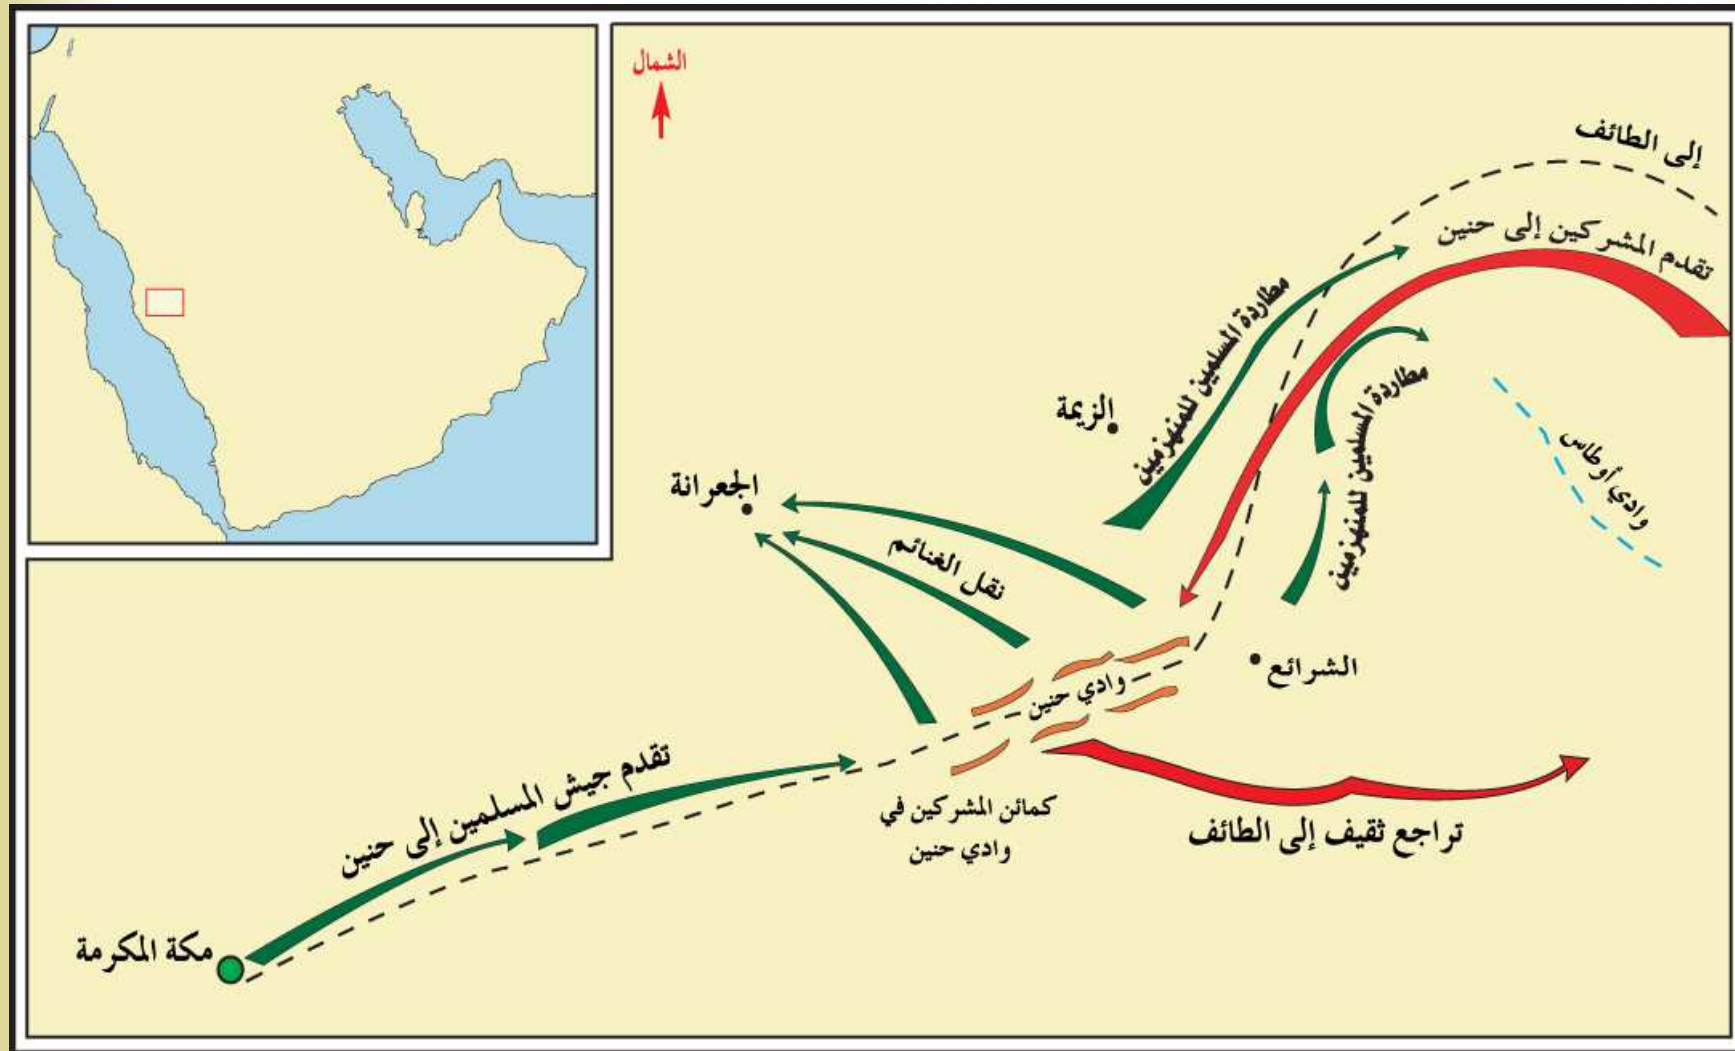 الشمال
إلى الطائف
تقدم المشركين إلى حنين
مطاردة المسلمين للمنهزمين
مطاردة المسلمين للمنهزمين
الزيمة
وادي أوطاس
الجعرانة
نقل الغنائم
الشرائع
وادي حنين
تقدم جيش المسلمين إلى حنين
كمائن المشركين في
وادي حنين
تراجع ثقيف إلى الطائف
مكة المكرمة